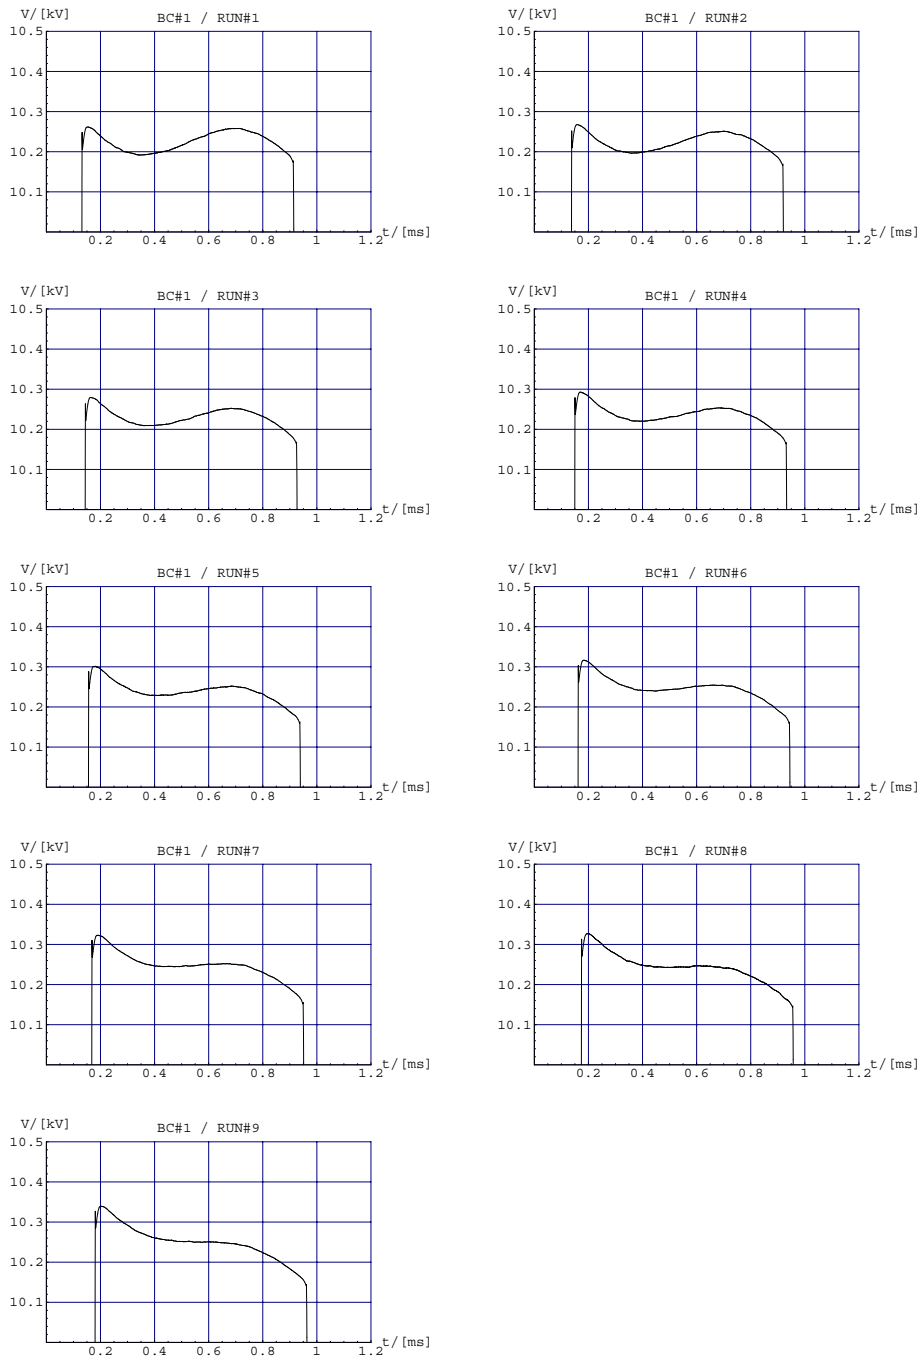 V/[kV]
BC#1 / RUN#1
10.5
10.4
10.3
10.2
10.1
0.2 0.4 0.6 0.8 1 1.2
t/[ms]
V/[kV]
BC#1 / RUN#2
10.5
10.4
10.3
10.2
10.1
0.2 0.4 0.6 0.8 1 1.2
t/[ms]
V/[kV]
BC#1 / RUN#3
10.5
10.4
10.3
10.2
10.1
0.2 0.4 0.6 0.8 1 1.2
t/[ms]
V/[kV]
BC#1 / RUN#4
10.5
10.4
10.3
10.2
10.1
0.2 0.4 0.6 0.8 1 1.2
t/[ms]
V/[kV]
BC#1 / RUN#5
10.5
10.4
10.3
10.2
10.1
0.2 0.4 0.6 0.8 1 1.2
t/[ms]
V/[kV]
BC#1 / RUN#6
10.5
10.4
10.3
10.2
10.1
0.2 0.4 0.6 0.8 1 1.2
t/[ms]
V/[kV]
BC#1 / RUN#7
10.5
10.4
10.3
10.2
10.1
0.2 0.4 0.6 0.8 1 1.2
t/[ms]
V/[kV]
BC#1 / RUN#8
10.5
10.4
10.3
10.2
10.1
0.2 0.4 0.6 0.8 1 1.2
t/[ms]
V/[kV]
BC#1 / RUN#9
10.5
10.4
10.3
10.2
10.1
0.2 0.4 0.6 0.8 1 1.2
t/[ms]